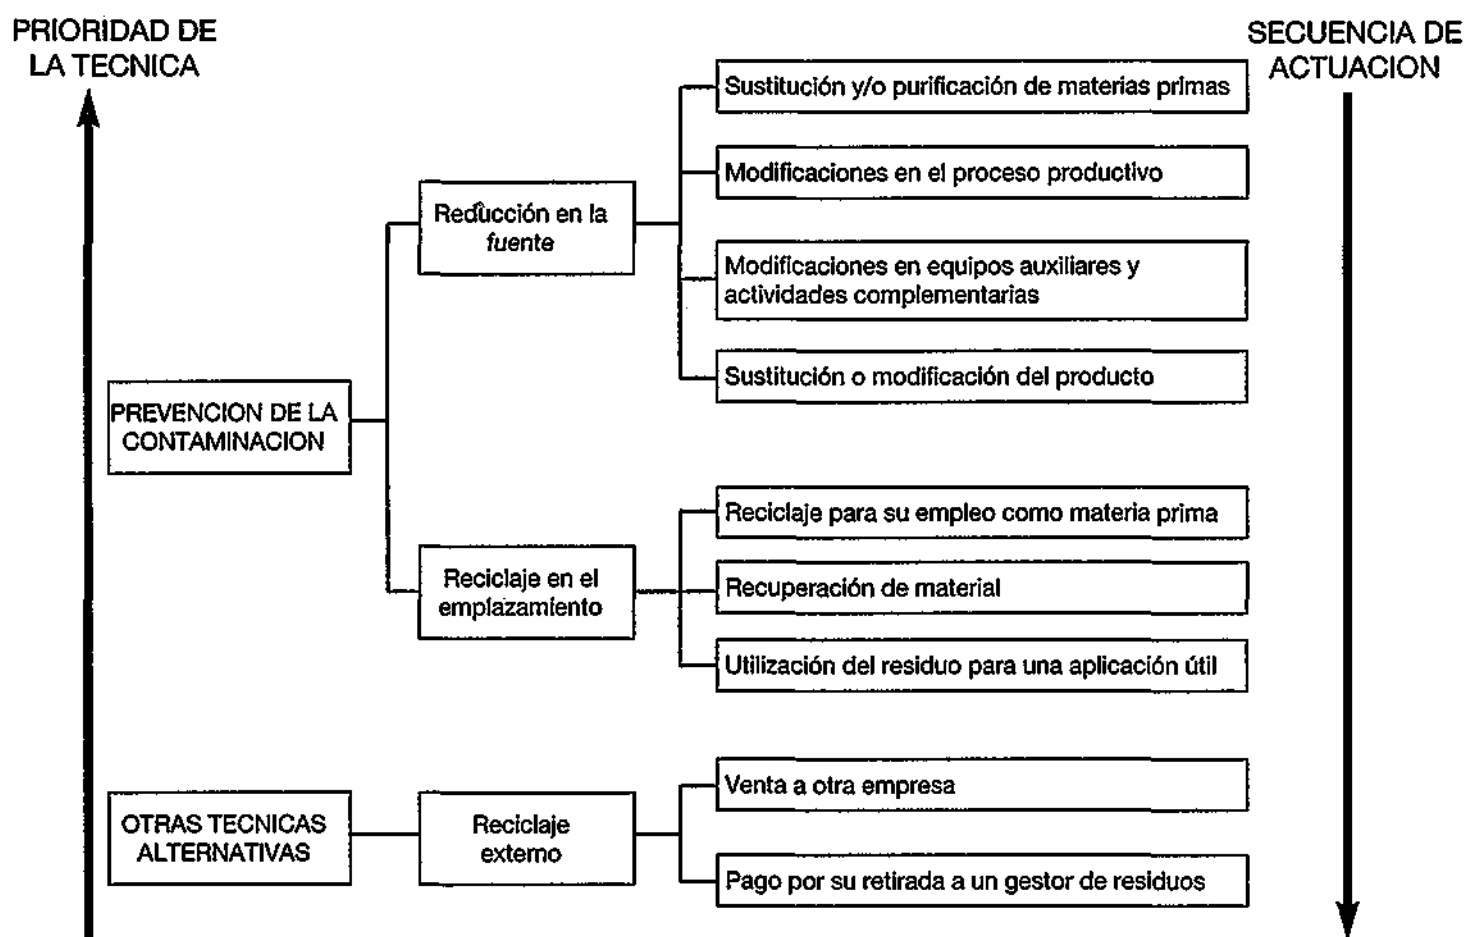 PRIORIDAD DE
LA TECNICA
SECUENCIA DE
ACTUACION
Sustitución y/o purificación de materias primas
Modificaciones en el proceso productivo
Reducción en la
fuente
Modificaciones en equipos auxiliares y
actividades complementarias
Sustitución o modificación del producto
PREVENCION DE LA
CONTAMINACION
Reciclaje para su empleo como materia prima
Reciclaje en el
emplazamiento
Recuperación de material
Utilización del residuo para una aplicación útil
Venta a otra empresa
OTRAS TECNICAS
ALTERNATIVAS
Reciclaje
externo
Pago por su retirada a un gestor de residuos